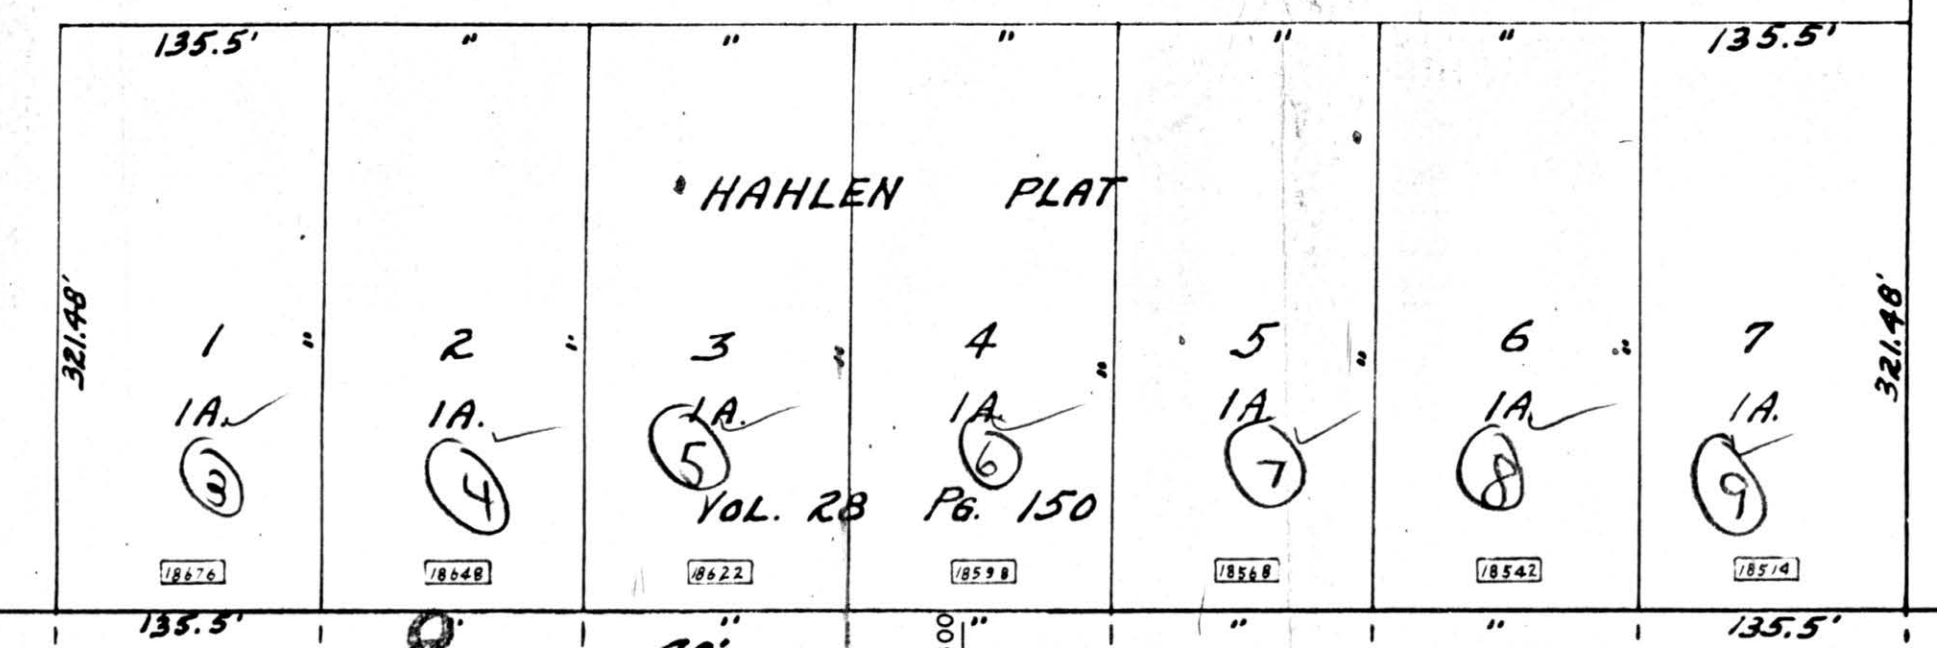 135.5' " " " " " 135.5'
HAHLEN PLAT
321.48' 1 " 2 " 3 " 4 " 5 " 6 " 7 321.48'
1A. 1A. 1A. 1A. 1A. 1A. 1A.
3 4 5 6 7 8 9
VOL. 28 PG. 150
18676 18648 18622 18598 18568 18542 18514
135.5' " " " " " 135.5'